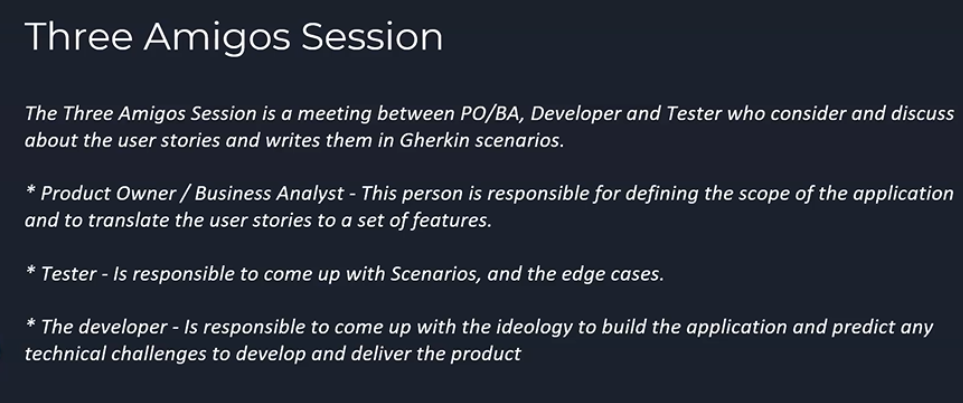 Three Amigos Session
The Three Amigos Session is a meeting between PO/BA, Developer and Tester who consider and discuss
about the user stories and writes them in Gherkin scenarios.
* Product Owner / Business Analyst - This person is responsible for defining the scope of the application
and to translate the user stories to a set of features.
* Tester - Is responsible to come up with Scenarios, and the edge cases.
* The developer - Is responsible to come up with the ideology to build the application and predict any
technical challenges to develop and deliver the product